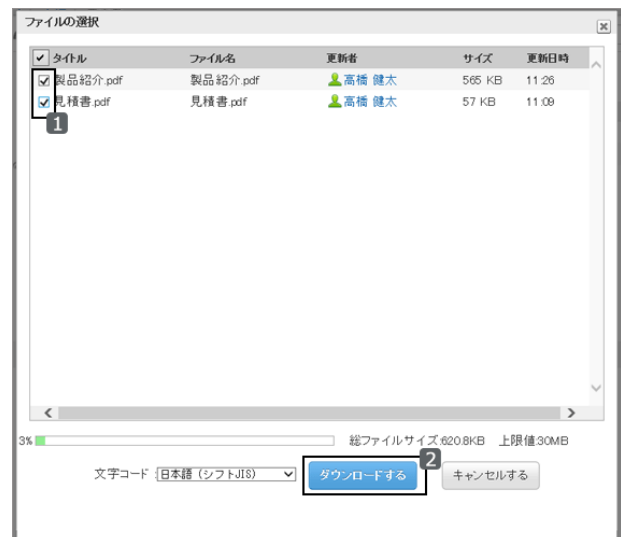 ファイルの選択
タイトル ファイル名 更新者 サイズ 更新日時
製品紹介.pdf 製品紹介.pdf 高橋 健太 565 KB 11:26
見積書.pdf 見積書.pdf 高橋 健太 57 KB 11:09
1
3% 総ファイルサイズ:620.8KB 上限値:30MB
2
文字コード : 日本語 (シフトJIS) ダウンロードする キャンセルする